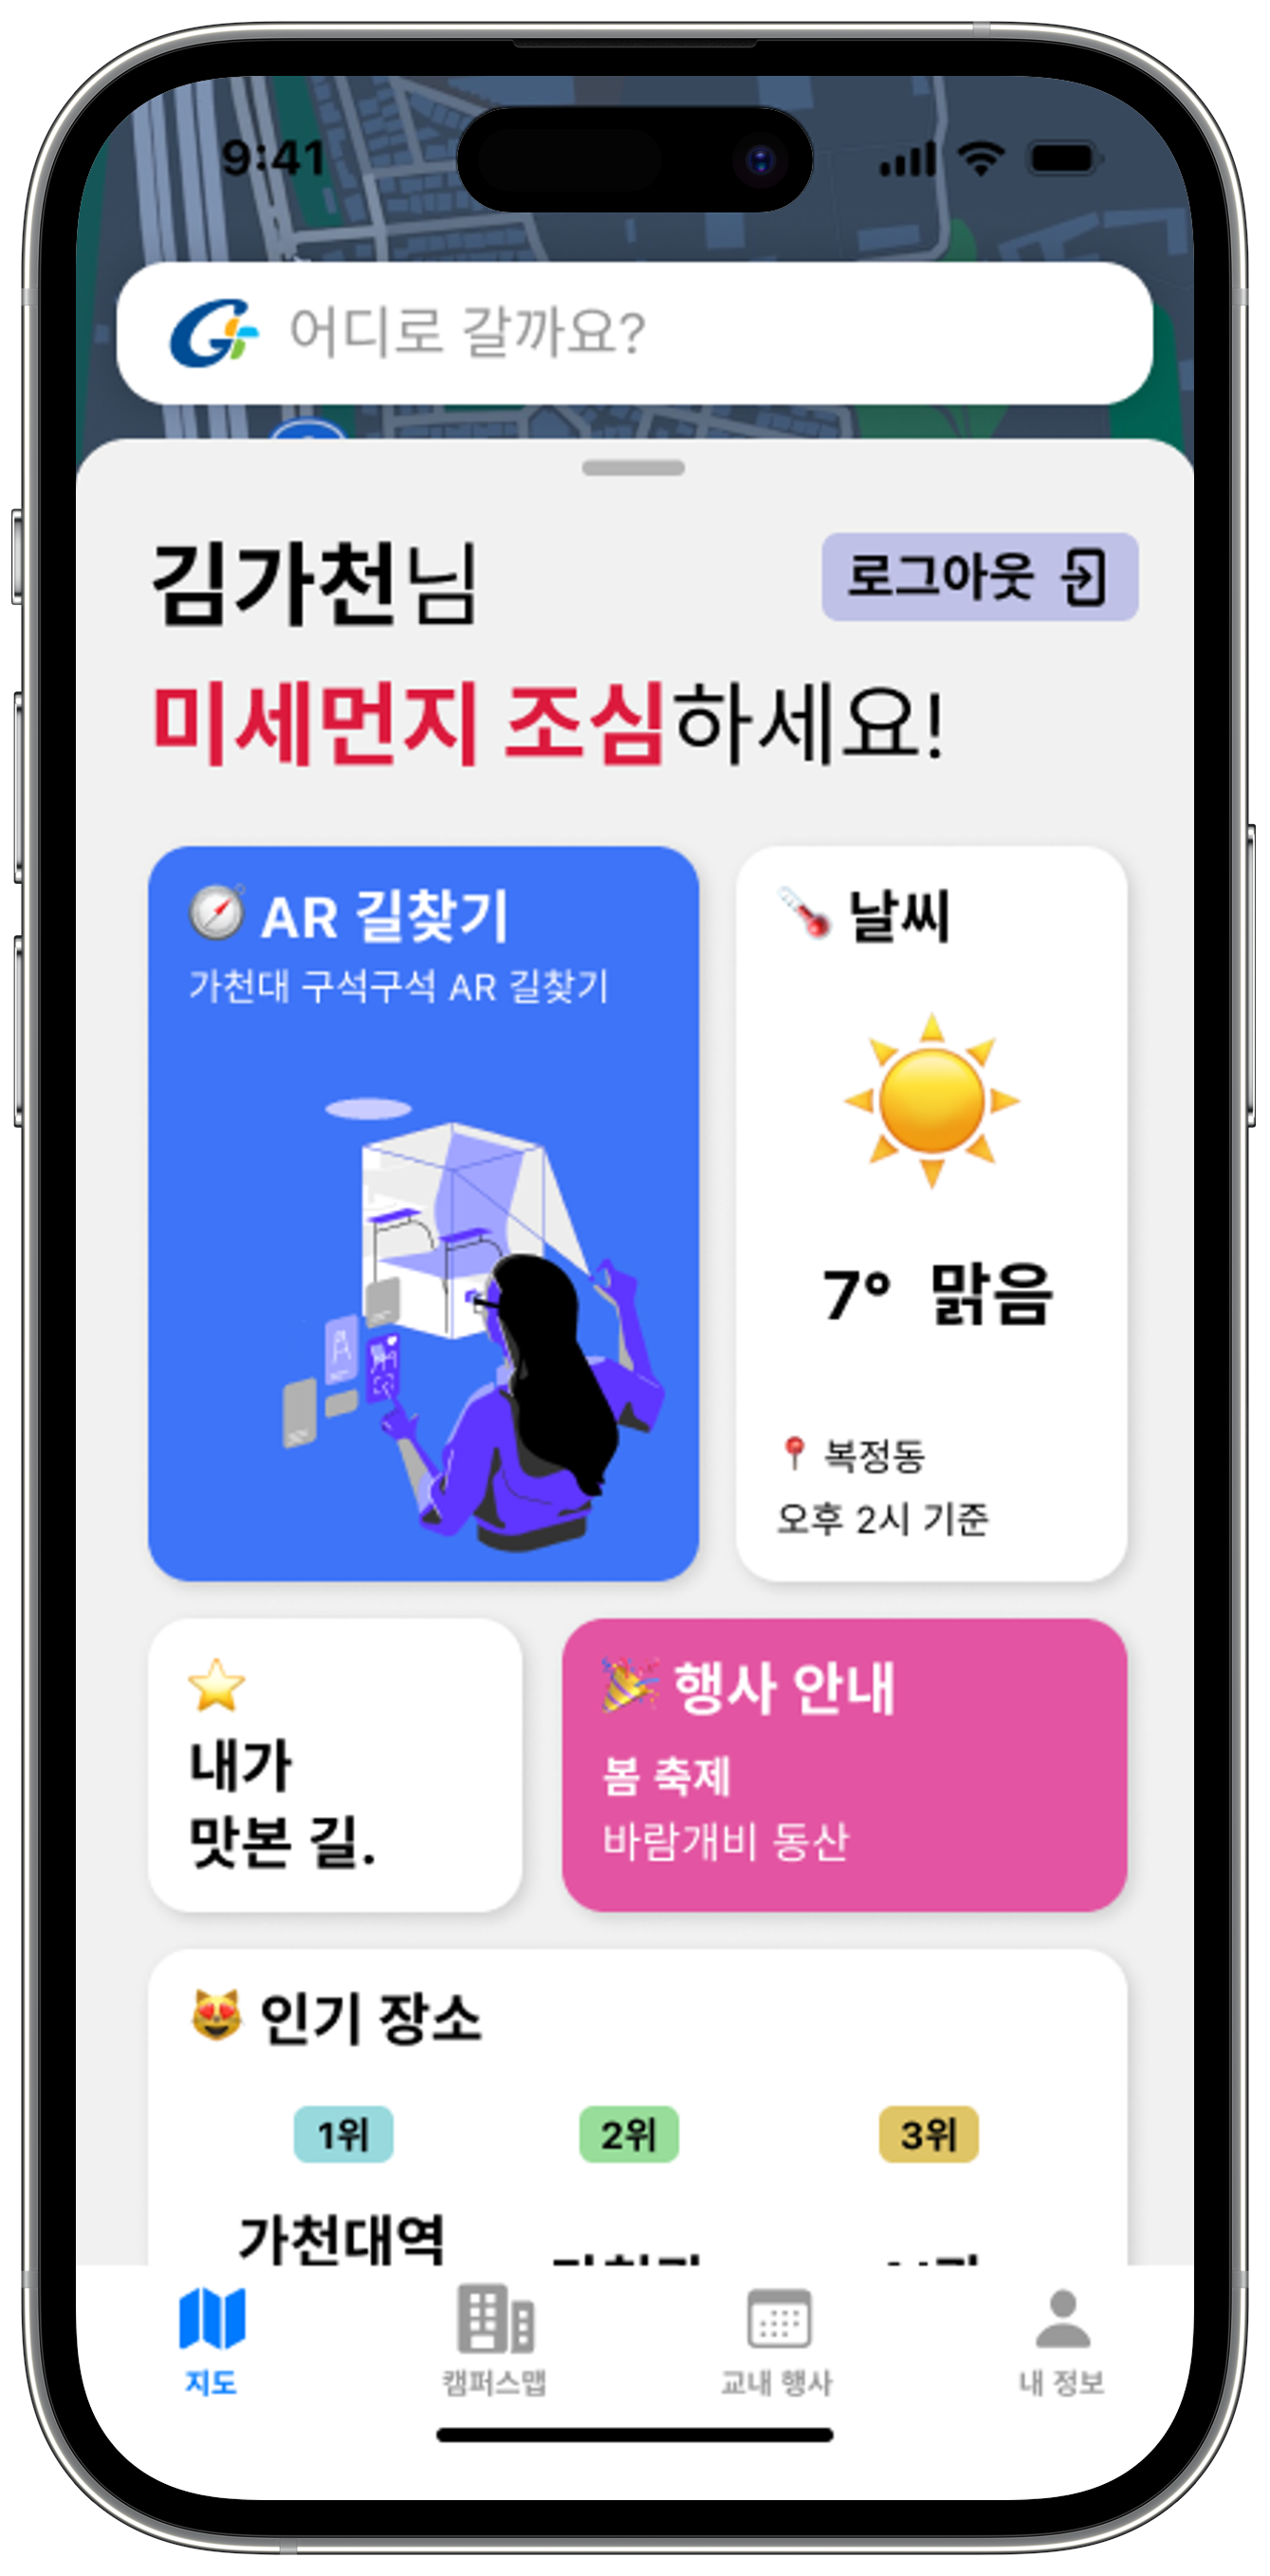 9:41
어디로 갈까요?
김가천님
로그아웃
미세먼지 조심하세요!
AR 길찾기
가천대 구석구석 AR 길찾기
날씨
7° 맑음
복정동
오후 2시 기준
내가
맛본 길.
행사 안내
봄 축제
바람개비 동산
인기 장소
1위
2위
3위
가천대역
지도
캠퍼스맵
교내 행사
내 정보